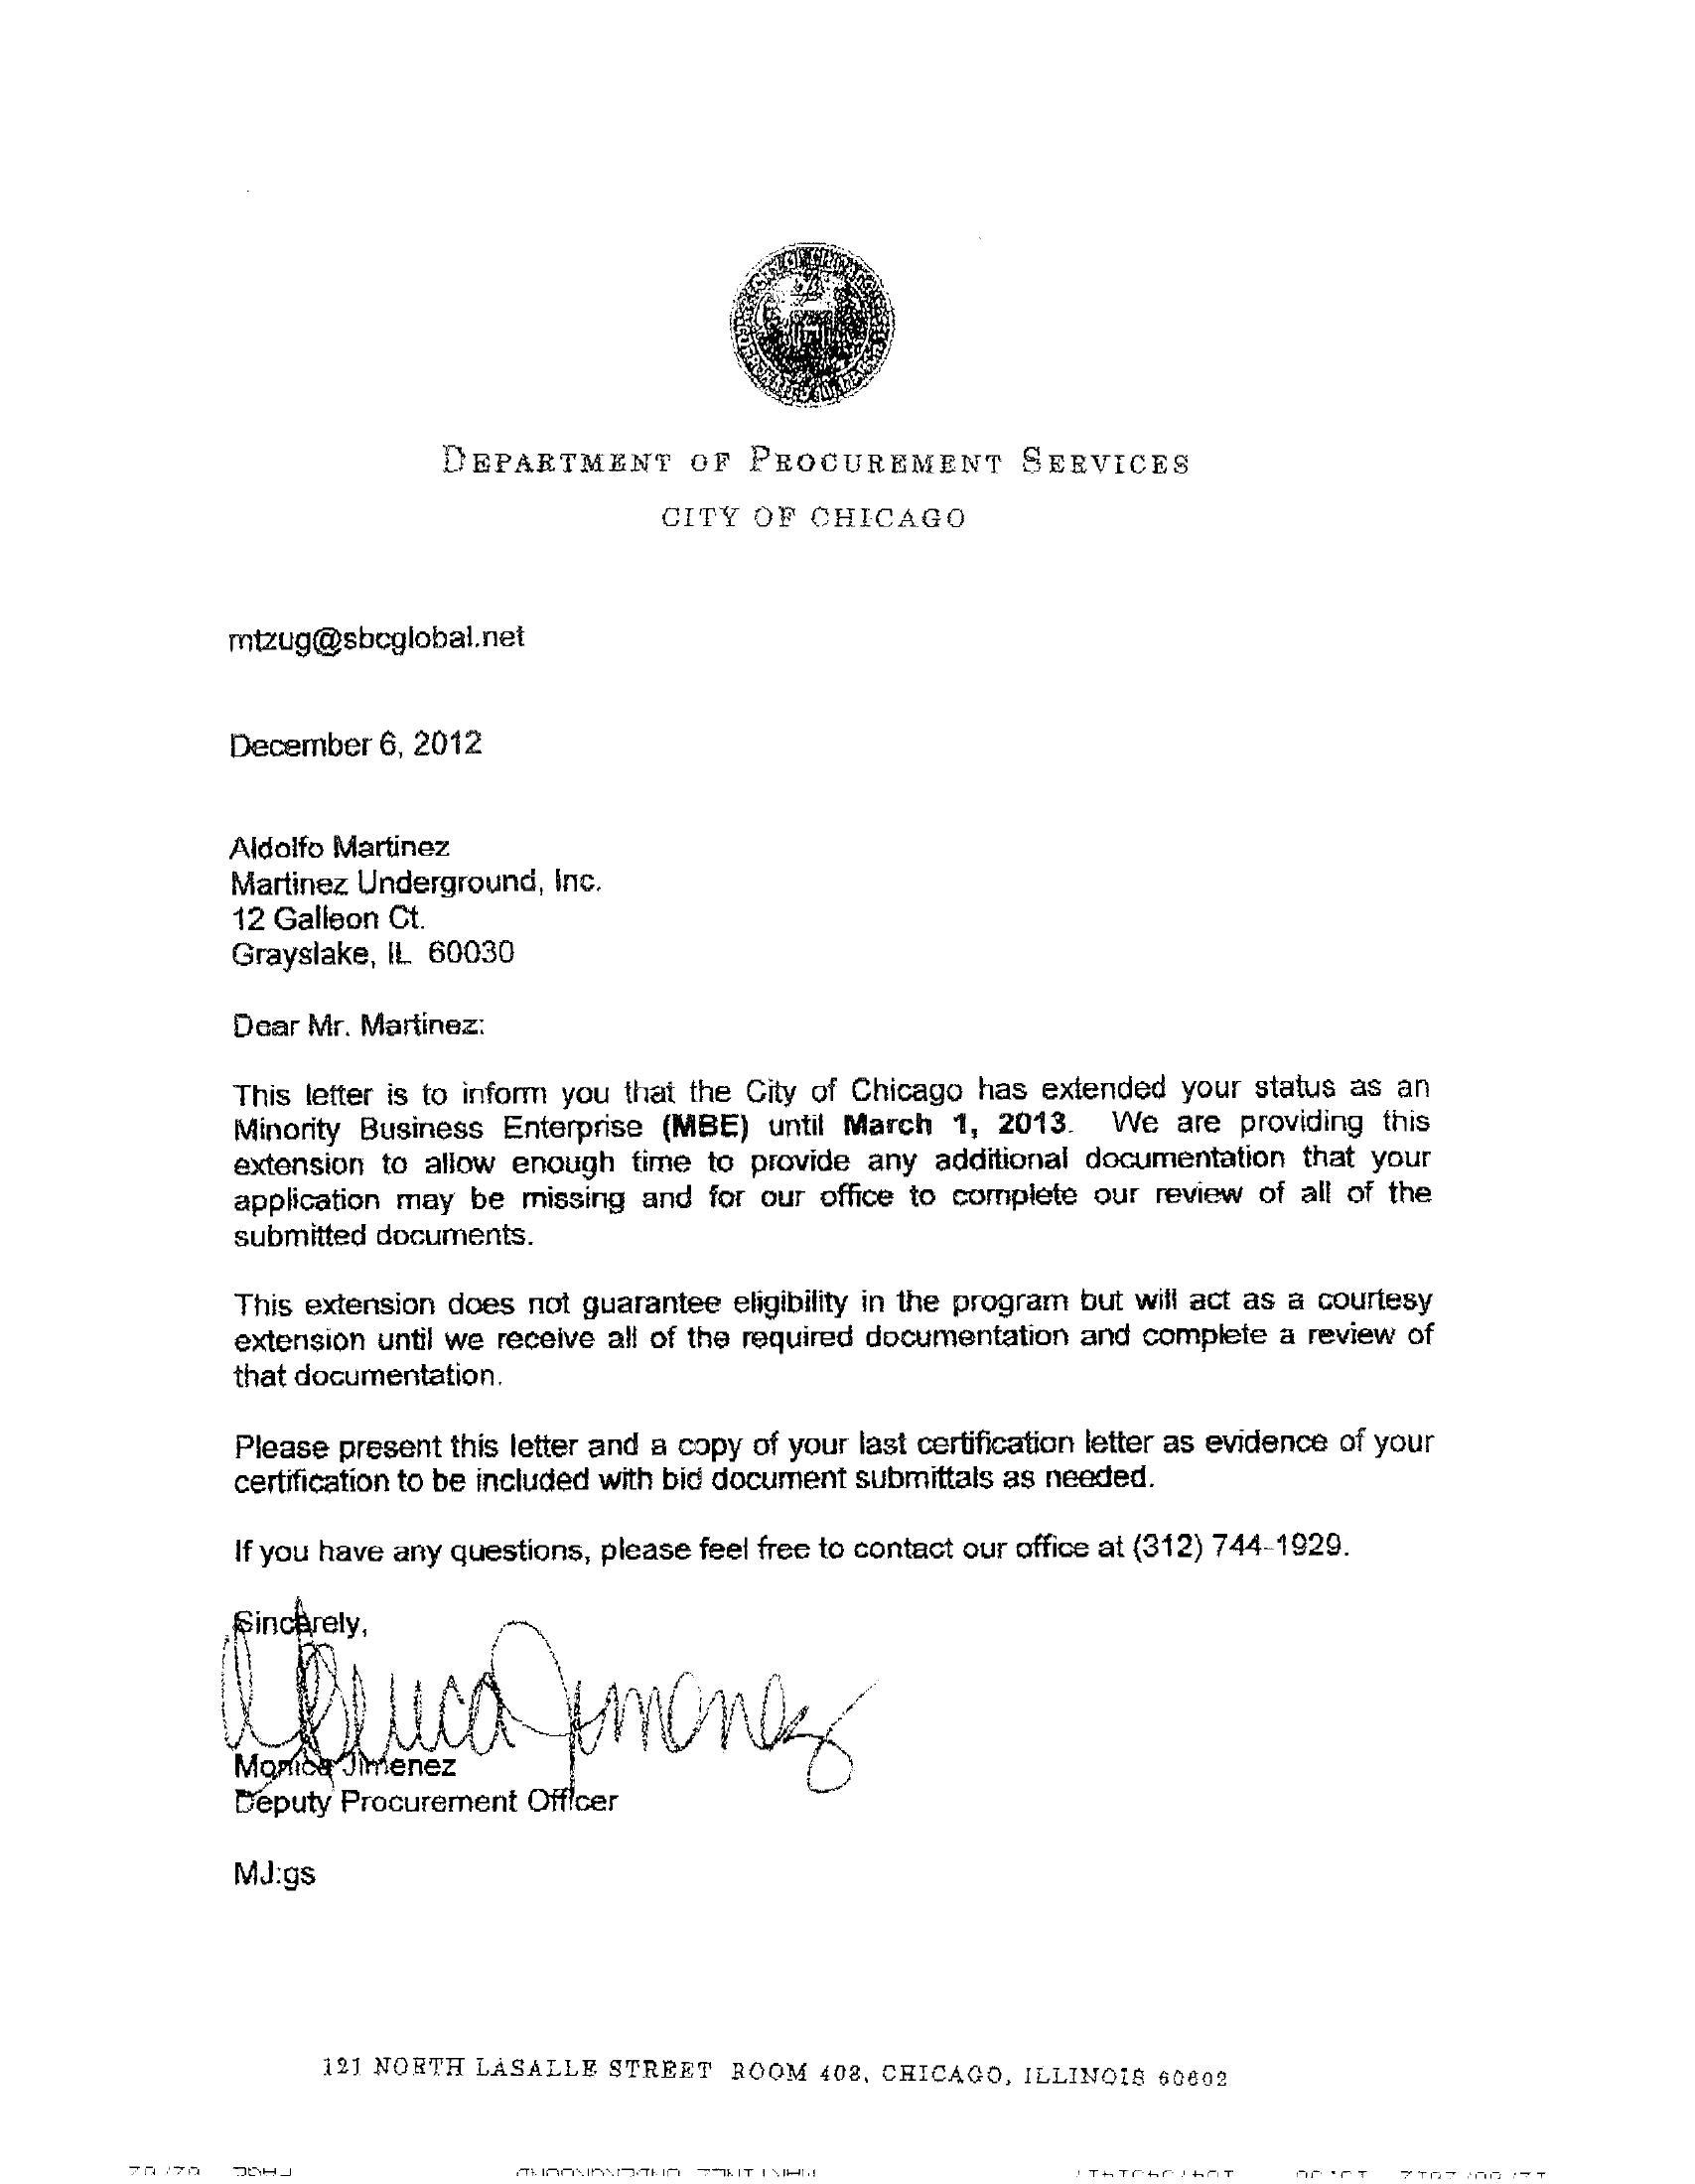 DEPARTMENT OF PROCUREMENT SERVICES
CITY OF CHICAGO
mtzug@sbcglobal.net
December 6, 2012
Aldolfo Martinez
Martinez Underground, Inc.
12 Galleon Ct.
Grayslake, IL 60030
Dear Mr. Martinez:
This letter is to inform you that the City of Chicago has extended your status as an
Minority Business Enterprise (MBE) until March 1, 2013. We are providing this
extension to allow enough time to provide any additional documentation that your
application may be missing and for our office to complete our review of all of the
submitted documents.
This extension does not guarantee eligibility in the program but will act as a courtesy
extension until we receive all of the required documentation and complete a review of
that documentation.
Please present this letter and a copy of your last certification letter as evidence of your
certification to be included with bid document submittals as needed.
If you have any questions, please feel free to contact our office at (312) 744-1929.
Sincerely,
Monica Jimenez
Monica Jimenez
Deputy Procurement Officer
MJ:gs
121 NORTH LASALLE STREET ROOM 403, CHICAGO, ILLINOIS 60602